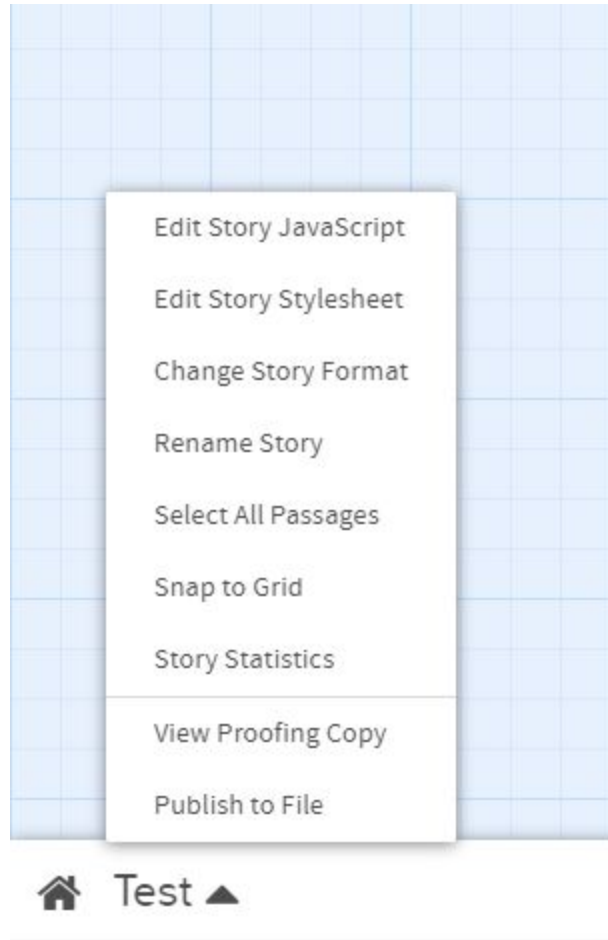 Edit Story JavaScript
Edit Story Stylesheet
Change Story Format
Rename Story
Select All Passages
Snap to Grid
Story Statistics
View Proofing Copy
Publish to File
Test